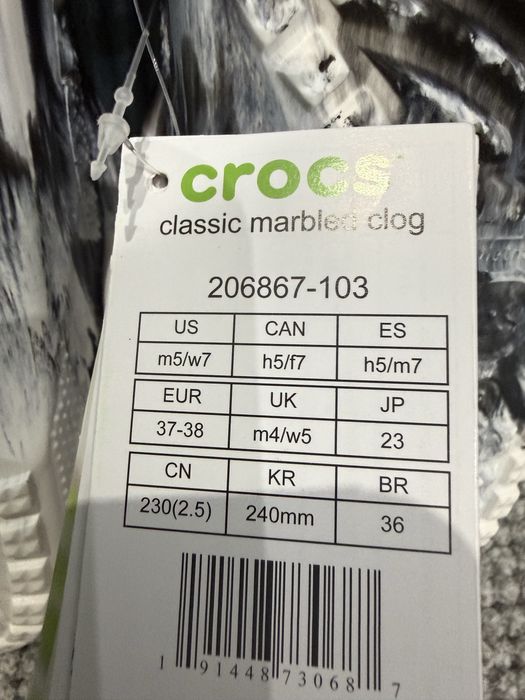 crocs
classic marbled clog
206867-103
US CAN ES
m5/w7 h5/f7 h5/m7
EUR UK JP
37-38 m4/w5 23
CN KR BR
230(2.5) 240mm 36
1 91448 73068 7